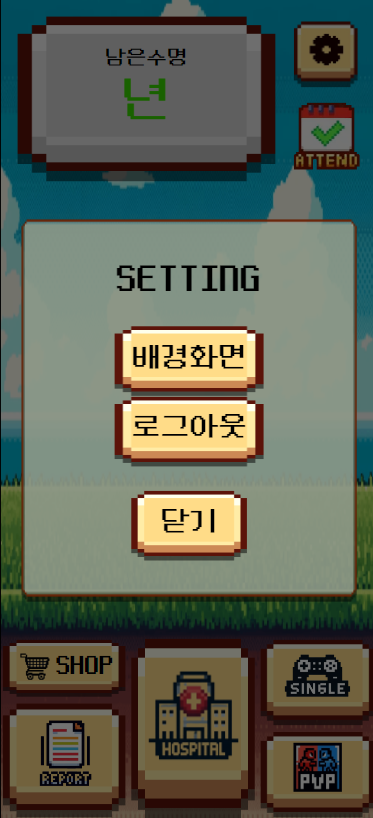 남은수명
년
ATTEND
SETTING
배경화면
로그아웃
닫기
SHOP
HOSPITAL
SINGLE
REPORT
PVP